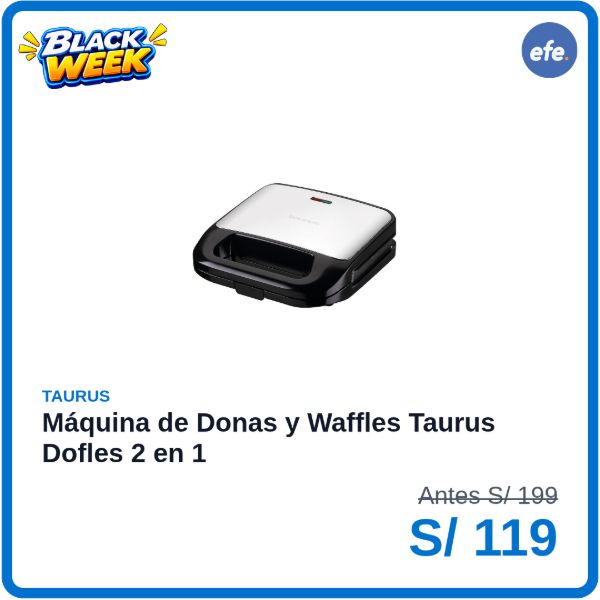 BLACK
WEEK
efe.
TAURUS
Máquina de Donas y Waffles Taurus
Dofles 2 en 1
Antes S/ 199
S/ 119